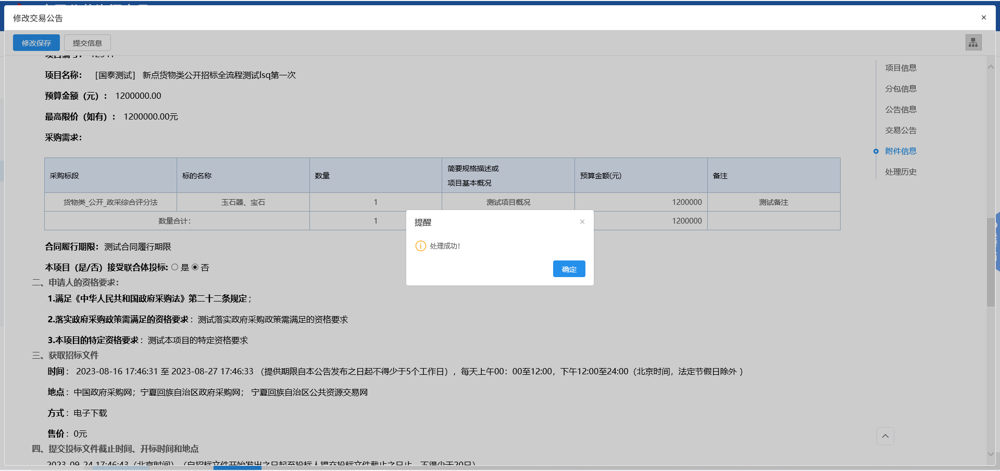 修改交易公告
修改保存 提交信息
项目名称： ［国泰测试］ 新点货物类公开招标全流程测试lsq第一次
预算金额（元）： 1200000.00
最高限价（如有）： 1200000.00元
采购需求：
采购标段 标的名称 数量 简要规格描述或 预算金额(元) 备注
项目基本概况
货物类_公开_政采综合评分法 玉石器、宝石 1 测试项目概况 1200000 测试备注
数量合计： 1 1200000
合同履行期限： 测试合同履行期限
本项目（是/否）接受联合体投标: 是 否
二、申请人的资格要求：
1.满足《中华人民共和国政府采购法》第二十二条规定；
2.落实政府采购政策需满足的资格要求：测试落实政府采购政策需满足的资格要求
3.本项目的特定资格要求：测试本项目的特定资格要求
三、获取招标文件
时间： 2023-08-16 17:46:31 至 2023-08-27 17:46:33 （提供期限自本公告发布之日起不得少于5个工作日），每天上午00：00至12:00，下午12:00至24:00（北京时间，法定节假日除外 ）
地点：中国政府采购网；宁夏回族自治区政府采购网； 宁夏回族自治区公共资源交易网
方式：电子下载
售价：0元
四、提交投标文件截止时间、开标时间和地点
2023-09-24 17:46:43（北京时间）（自招标文件开始发出之日起至投标人提交投标文件截止之日止，不得少于20日）
项目信息
分包信息
公告信息
交易公告
附件信息
处理历史
提醒
处理成功!
确定